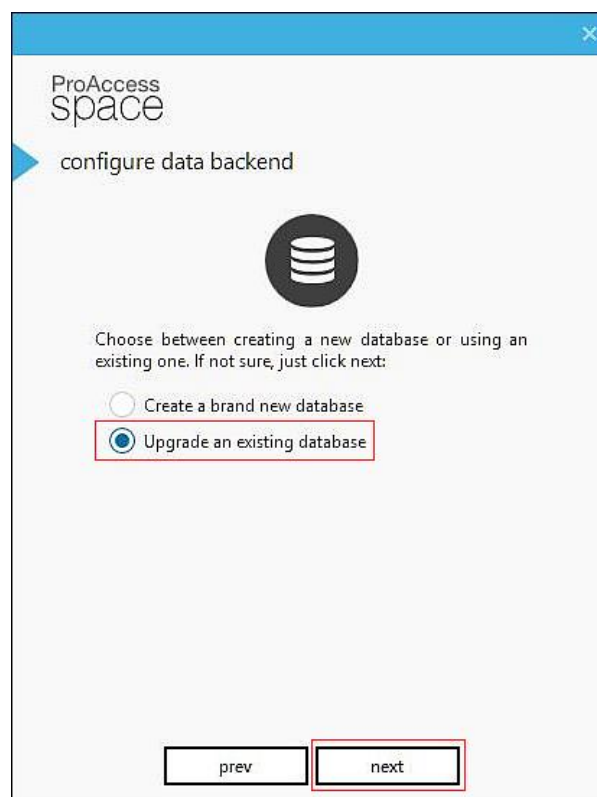 ProAccess
space
configure data backend
Choose between creating a new database or using an
existing one. If not sure, just click next:
Create a brand new database
Upgrade an existing database
prev next